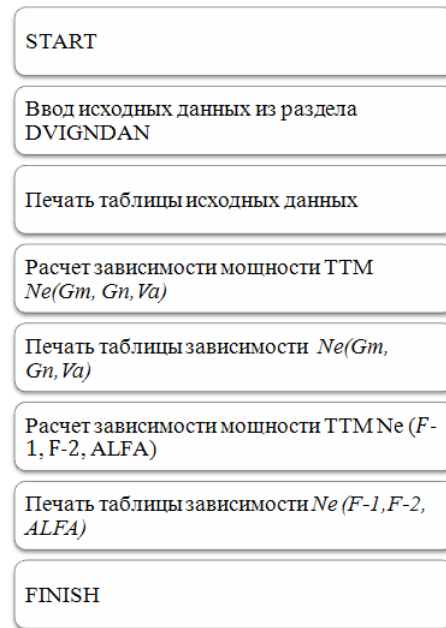 START
Ввод исходных данных из раздела
DVIGNDAN
Печать таблицы исходных данных
Расчет зависимости мощности ТТМ
Ne(Gm, Gn,Va)
Печать таблицы зависимости Ne(Gm,
Gn,Va)
Расчет зависимости мощности ТТМ Ne (F-
1, F-2, ALFA)
Печать таблицы зависимости Ne (F-1,F-2,
ALFA)
FINISH